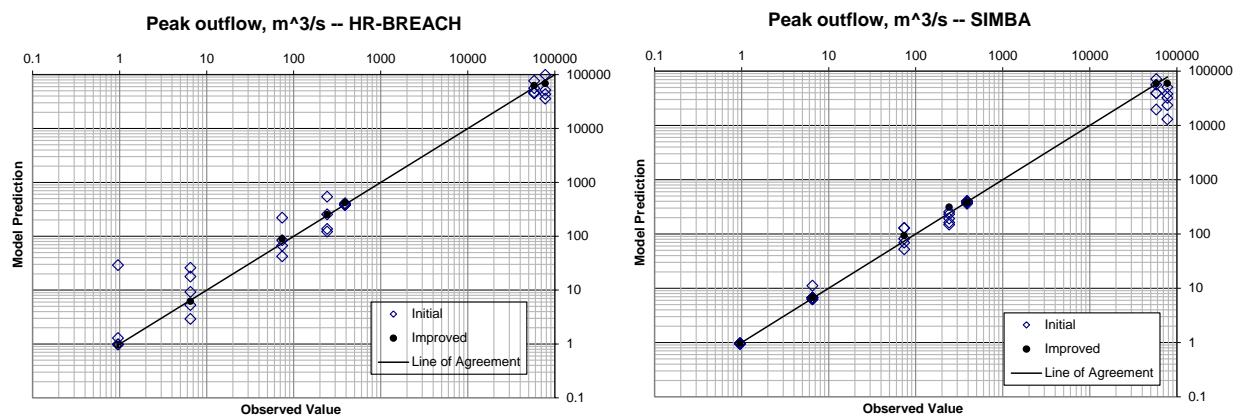 Peak outflow, m^3/s -- HR-BREACH
0.1 1 10 100 1000 10000 100000
100000
10000
1000
100
10
1
0.1
Model Prediction
Initial
Improved
Line of Agreement
Observed Value
Peak outflow, m^3/s -- SIMBA
0.1 1 10 100 1000 10000 100000
100000
10000
1000
100
10
1
0.1
Model Prediction
Initial
Improved
Line of Agreement
Observed Value